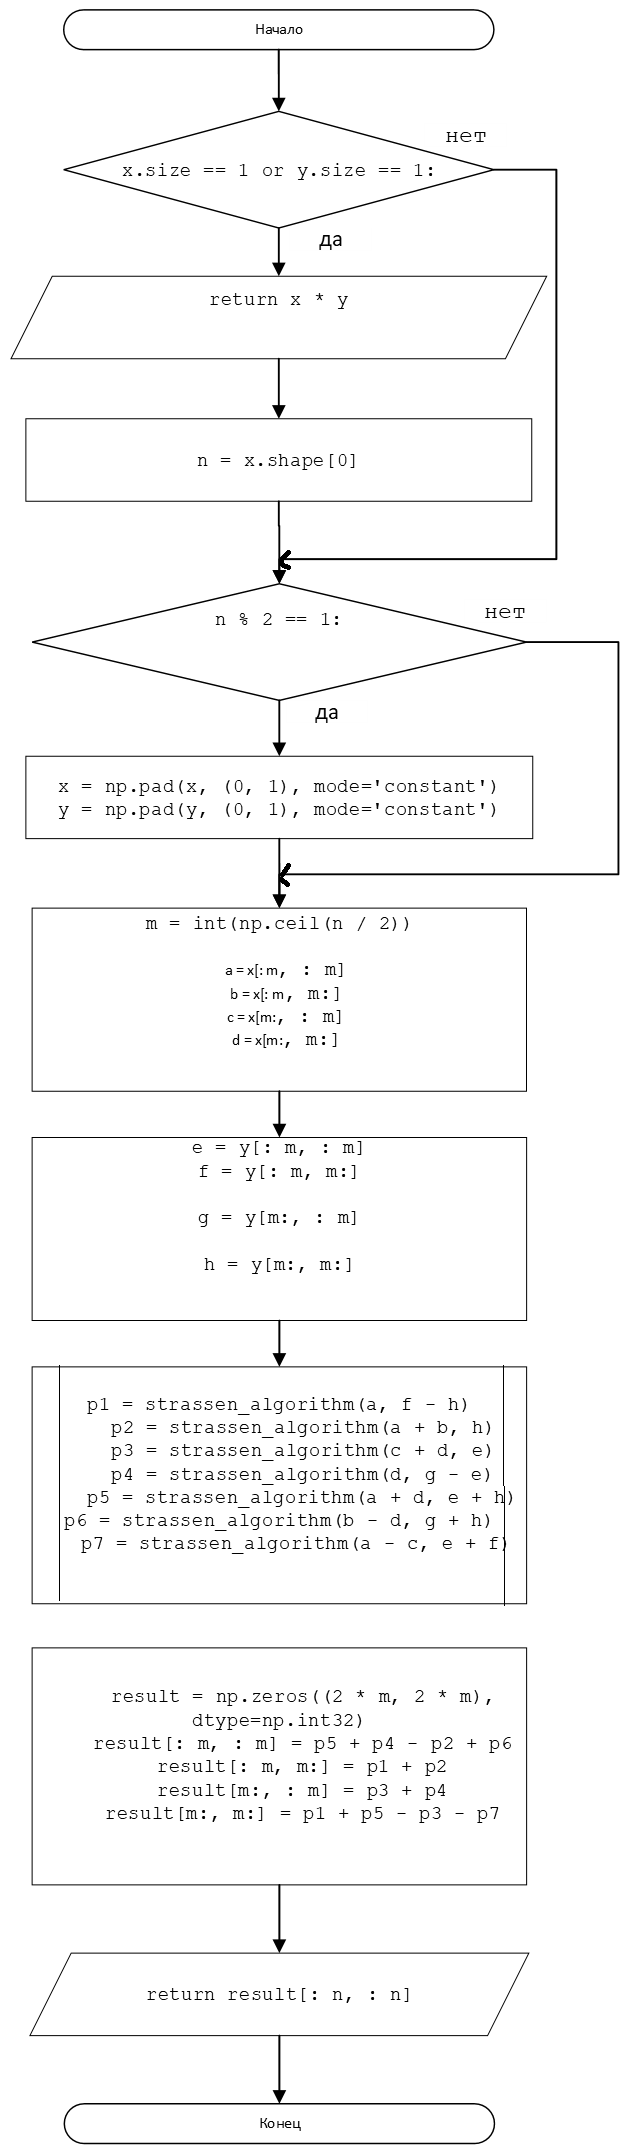 Начало
нет
x.size == 1 or y.size == 1:
да
return x * y
n = x.shape[0]
нет
n % 2 == 1:
да
x = np.pad(x, (0, 1), mode='constant')
y = np.pad(y, (0, 1), mode='constant')
m = int(np.ceil(n / 2))
a = x[: m, : m]
b = x[: m, m:]
c = x[m:, : m]
d = x[m:, m:]
e = y[: m, : m]
f = y[: m, m:]
g = y[m:, : m]
h = y[m:, m:]
p1 = strassen_algorithm(a, f - h)
p2 = strassen_algorithm(a + b, h)
p3 = strassen_algorithm(c + d, e)
p4 = strassen_algorithm(d, g - e)
p5 = strassen_algorithm(a + d, e + h)
p6 = strassen_algorithm(b - d, g + h)
p7 = strassen_algorithm(a - c, e + f)
result = np.zeros((2 * m, 2 * m),
dtype=np.int32)
result[: m, : m] = p5 + p4 - p2 + p6
result[: m, m:] = p1 + p2
result[m:, : m] = p3 + p4
result[m:, m:] = p1 + p5 - p3 - p7
return result[: n, : n]
Конец